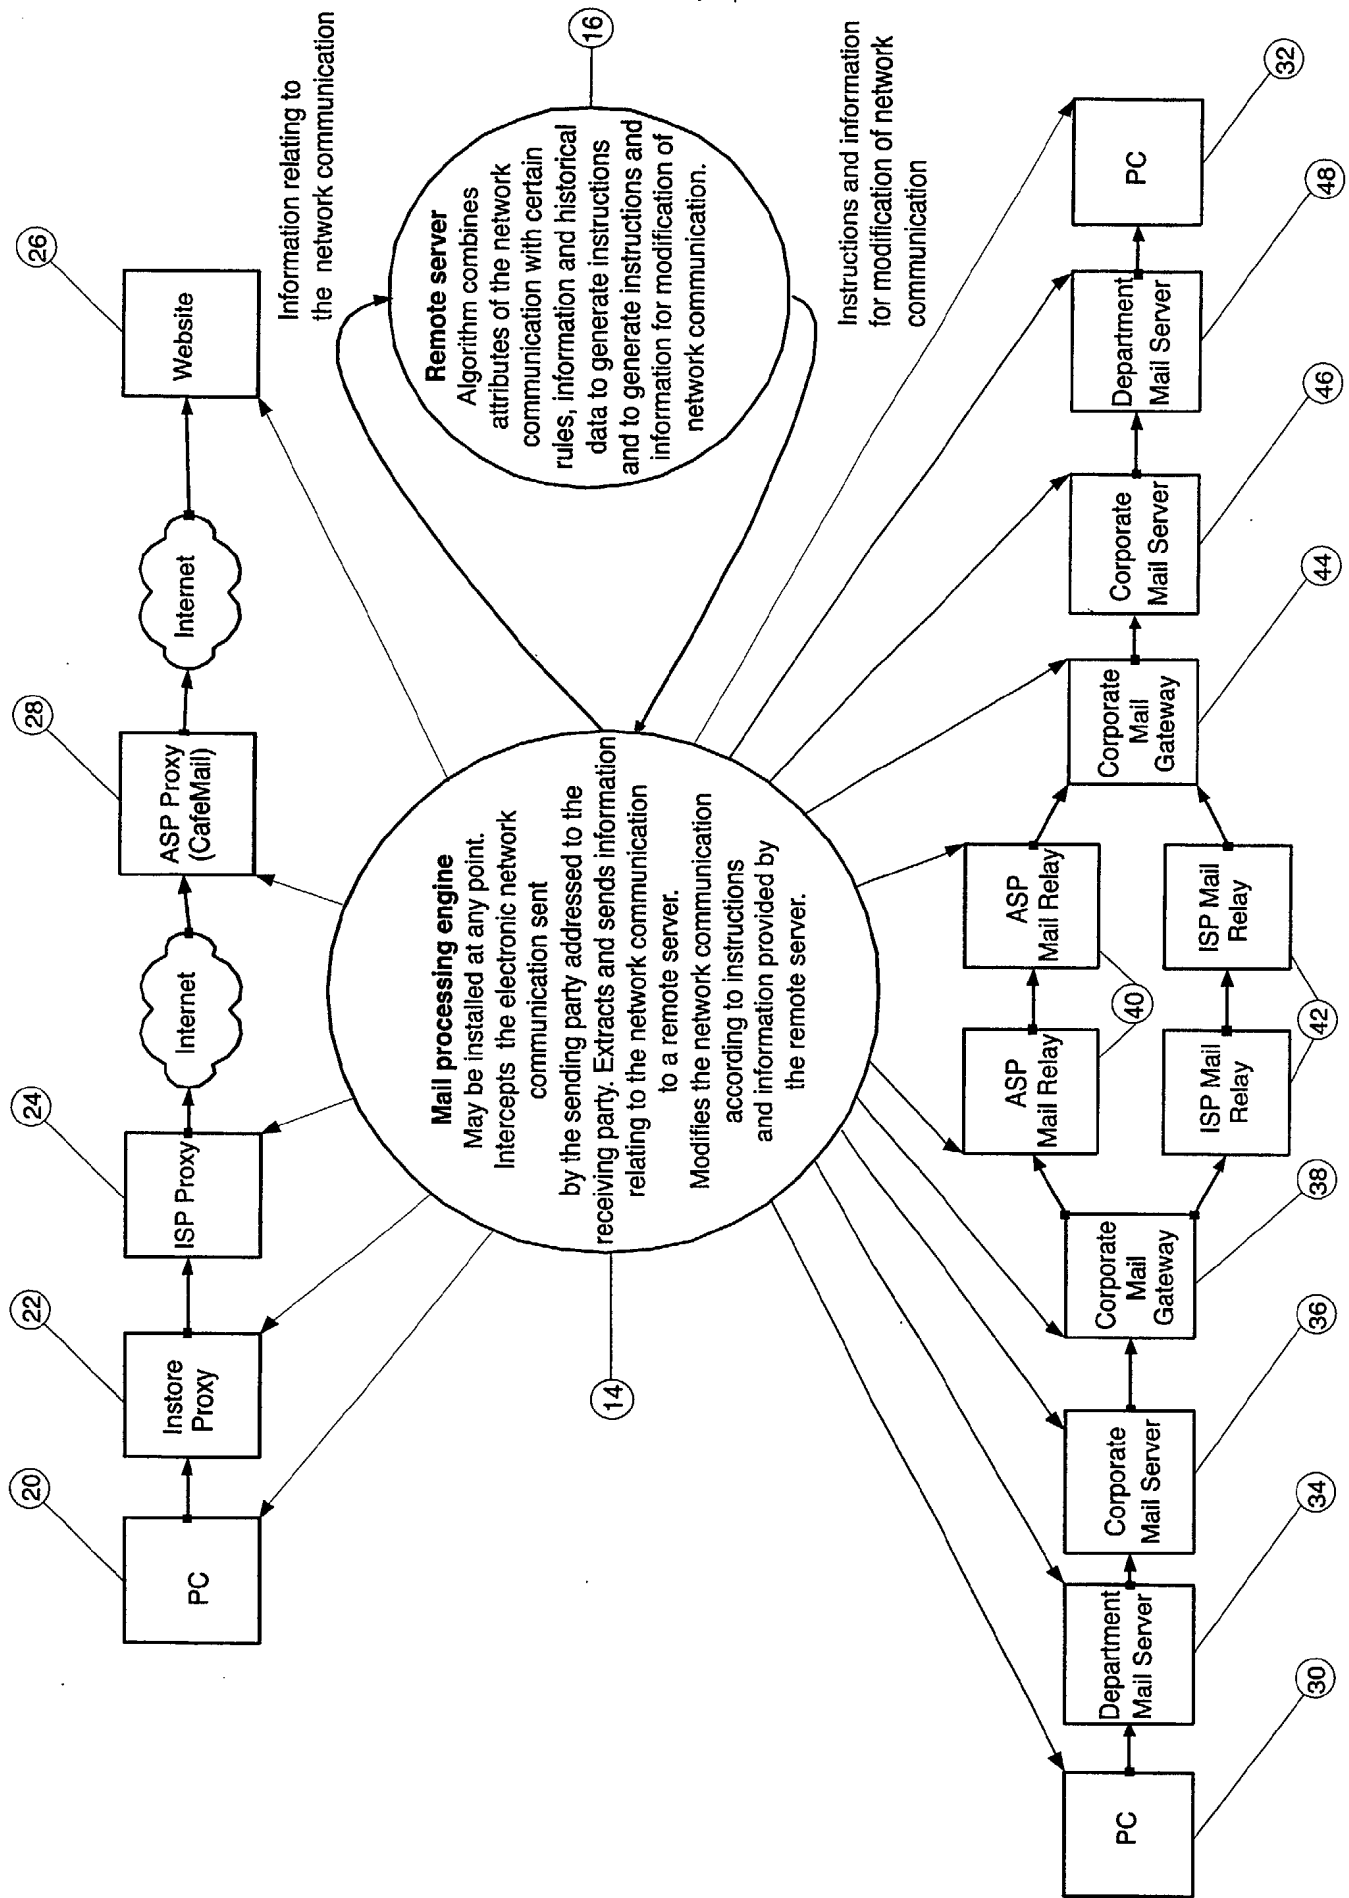 20
22
24
28
26
PC
Instore
Proxy
ISP Proxy
Internet
ASP Proxy
(CafeMail)
Internet
Website
Information relating to
the network communication
Mail processing engine
May be installed at any point.
Intercepts the electronic network
communication sent
by the sending party addressed to the
receiving party. Extracts and sends information
relating to the network communication
to a remote server.
Modifies the network communication
according to instructions
and information provided by
the remote server.
14
Remote server
Algorithm combines
attributes of the network
communication with certain
rules, information and historical
data to generate instructions
and to generate instructions and
information for modification of
network communication.
16
Instructions and information
for modification of network
communication
PC
Department
Mail Server
Corporate
Mail Server
Corporate
Mail
Gateway
ASP
Mail Relay
ASP
Mail Relay
40
ISP Mail
Relay
ISP Mail
Relay
42
Corporate
Mail
Gateway
Corporate
Mail Server
Department
Mail Server
PC
30
34
36
38
44
46
48
32